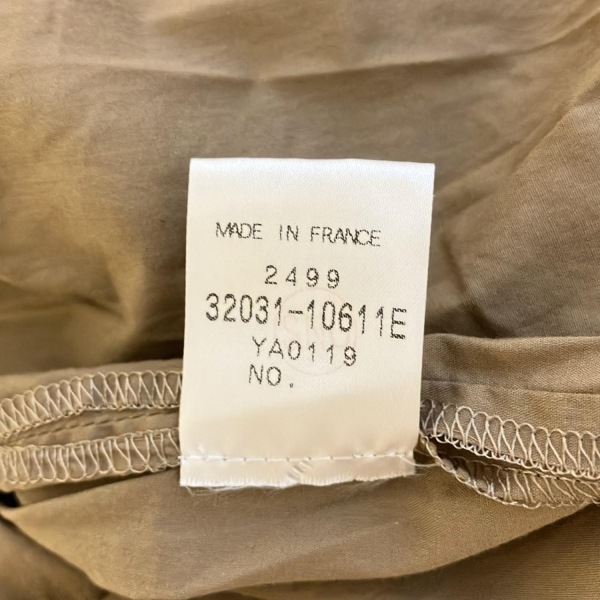 MADE IN FRANCE
2499
32031-10611E
YA0119
NO.